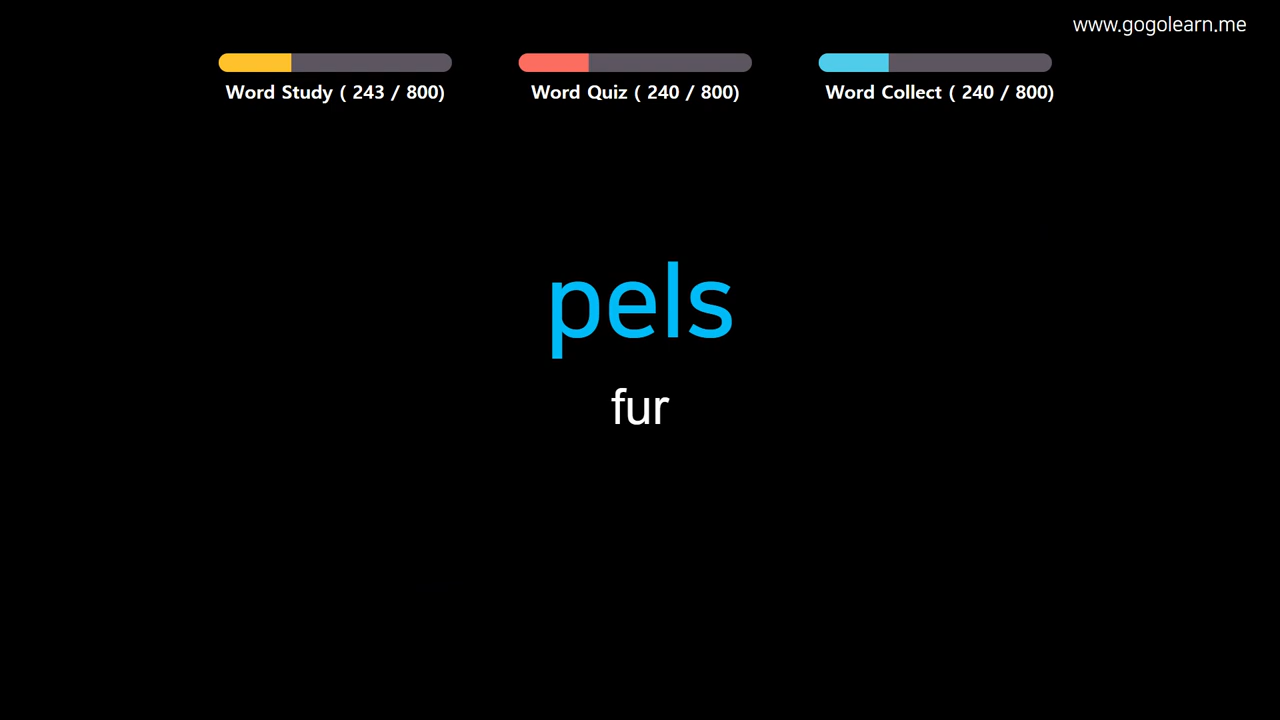 www.gogolearn.me
Word Study ( 243 / 800)
Word Quiz ( 240 / 800)
Word Collect ( 240 / 800)
pels
fur